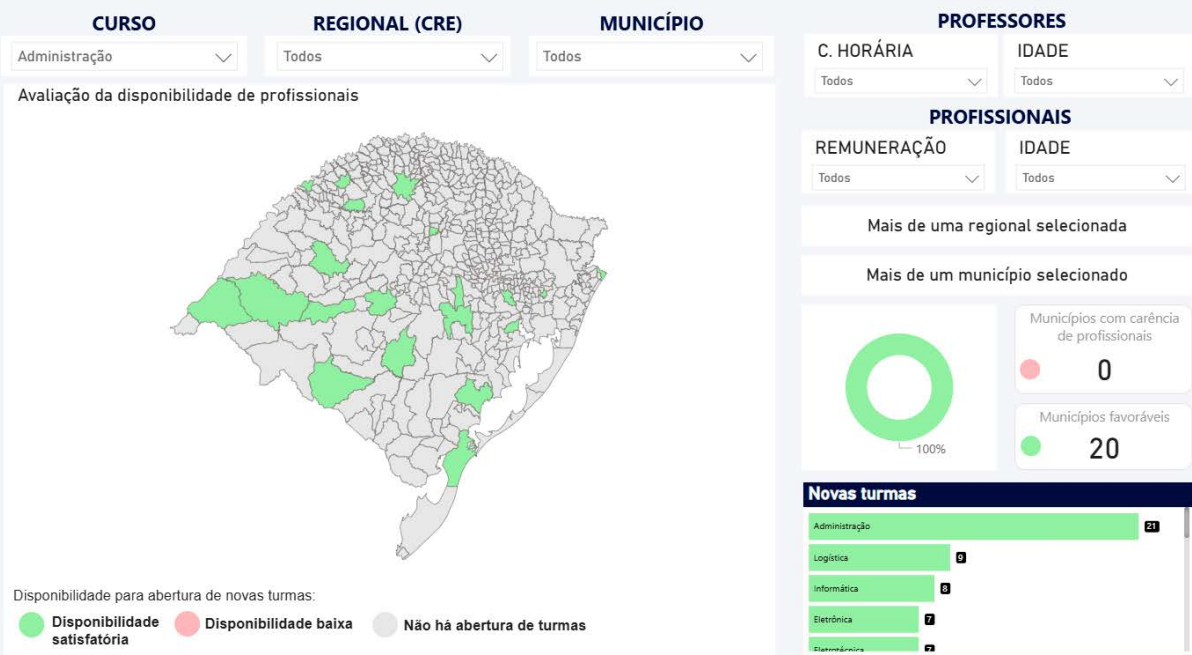 CURSO
Administração
REGIONAL (CRE)
Todos
MUNICÍPIO
Todos
Avaliação da disponibilidade de profissionais
Disponibilidade para abertura de novas turmas:
Disponibilidade
satisfatória
Disponibilidade baixa
Não há abertura de turmas
PROFESSORES
C. HORÁRIA
Todos
IDADE
Todos
PROFISSIONAIS
REMUNERAÇÃO
Todos
IDADE
Todos
Mais de uma regional selecionada
Mais de um município selecionado
100%
Municípios com carência
de profissionais
0
Municípios favoráveis
20
Novas turmas
Administração 21
Logística 9
Informática 8
Eletrônica 7
Eletrotécnica 7